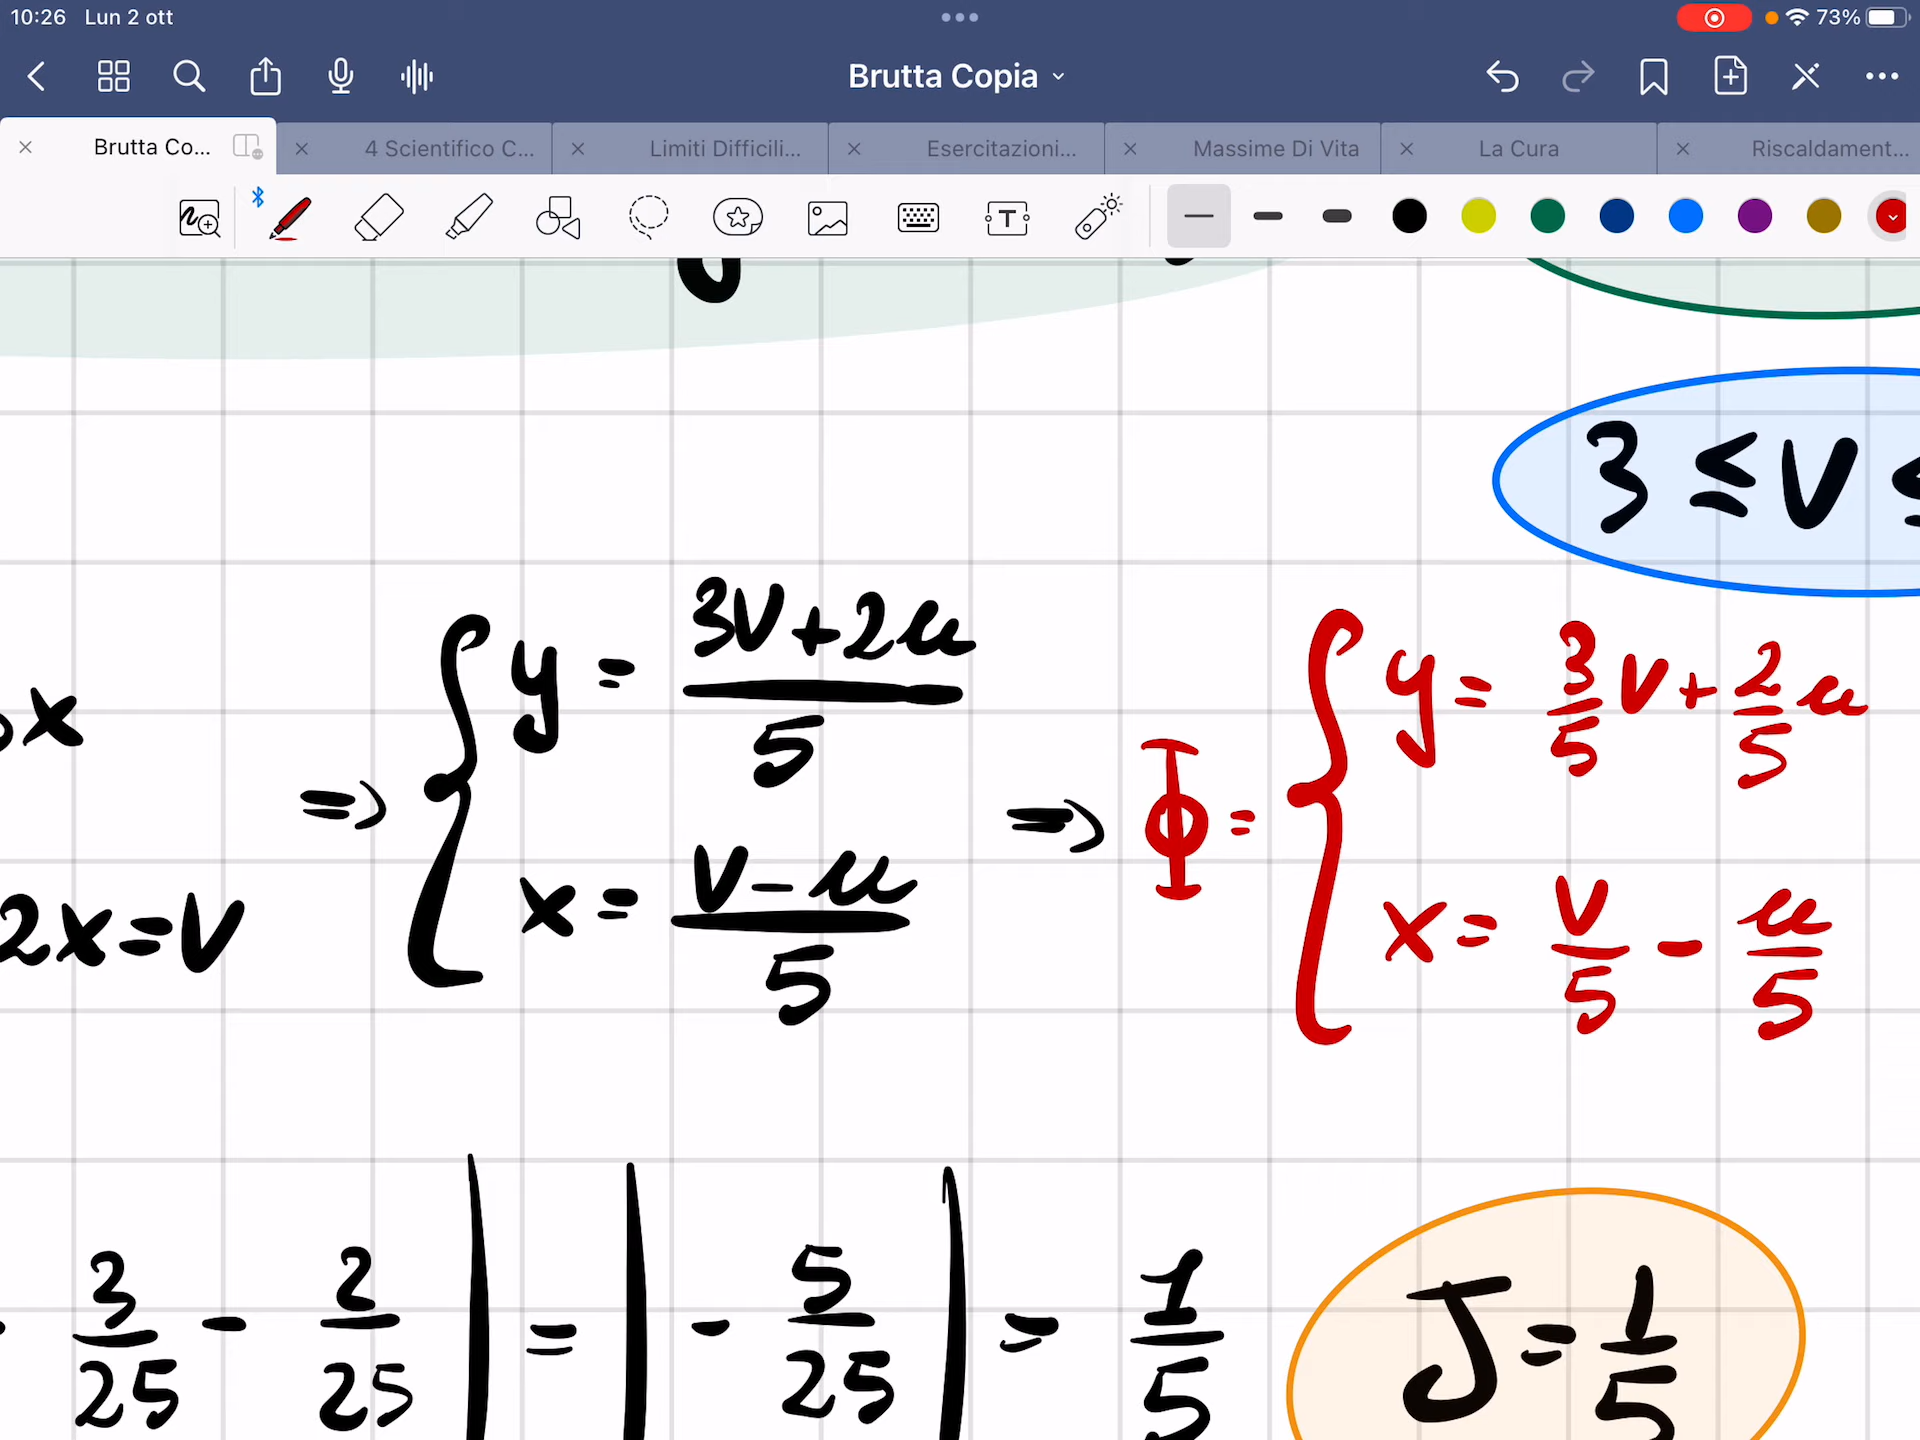 10:26 Lun 2 ott
73%
Brutta Copia
Brutta Co...
4 Scientifico C...
Limiti Difficili...
Esercitazioni...
Massime Di Vita
La Cura
Riscaldament...
T
3 ≤ V ≤
x ⇒ { y = (3V+2u)/5 ⇒ Φ = { y = 3/5 V + 2/5 u
2x=V x = (V-u)/5 x = V/5 - u/5
3/25 - 2/25 | = | - 5/25 | = 1/5 J = 1/5